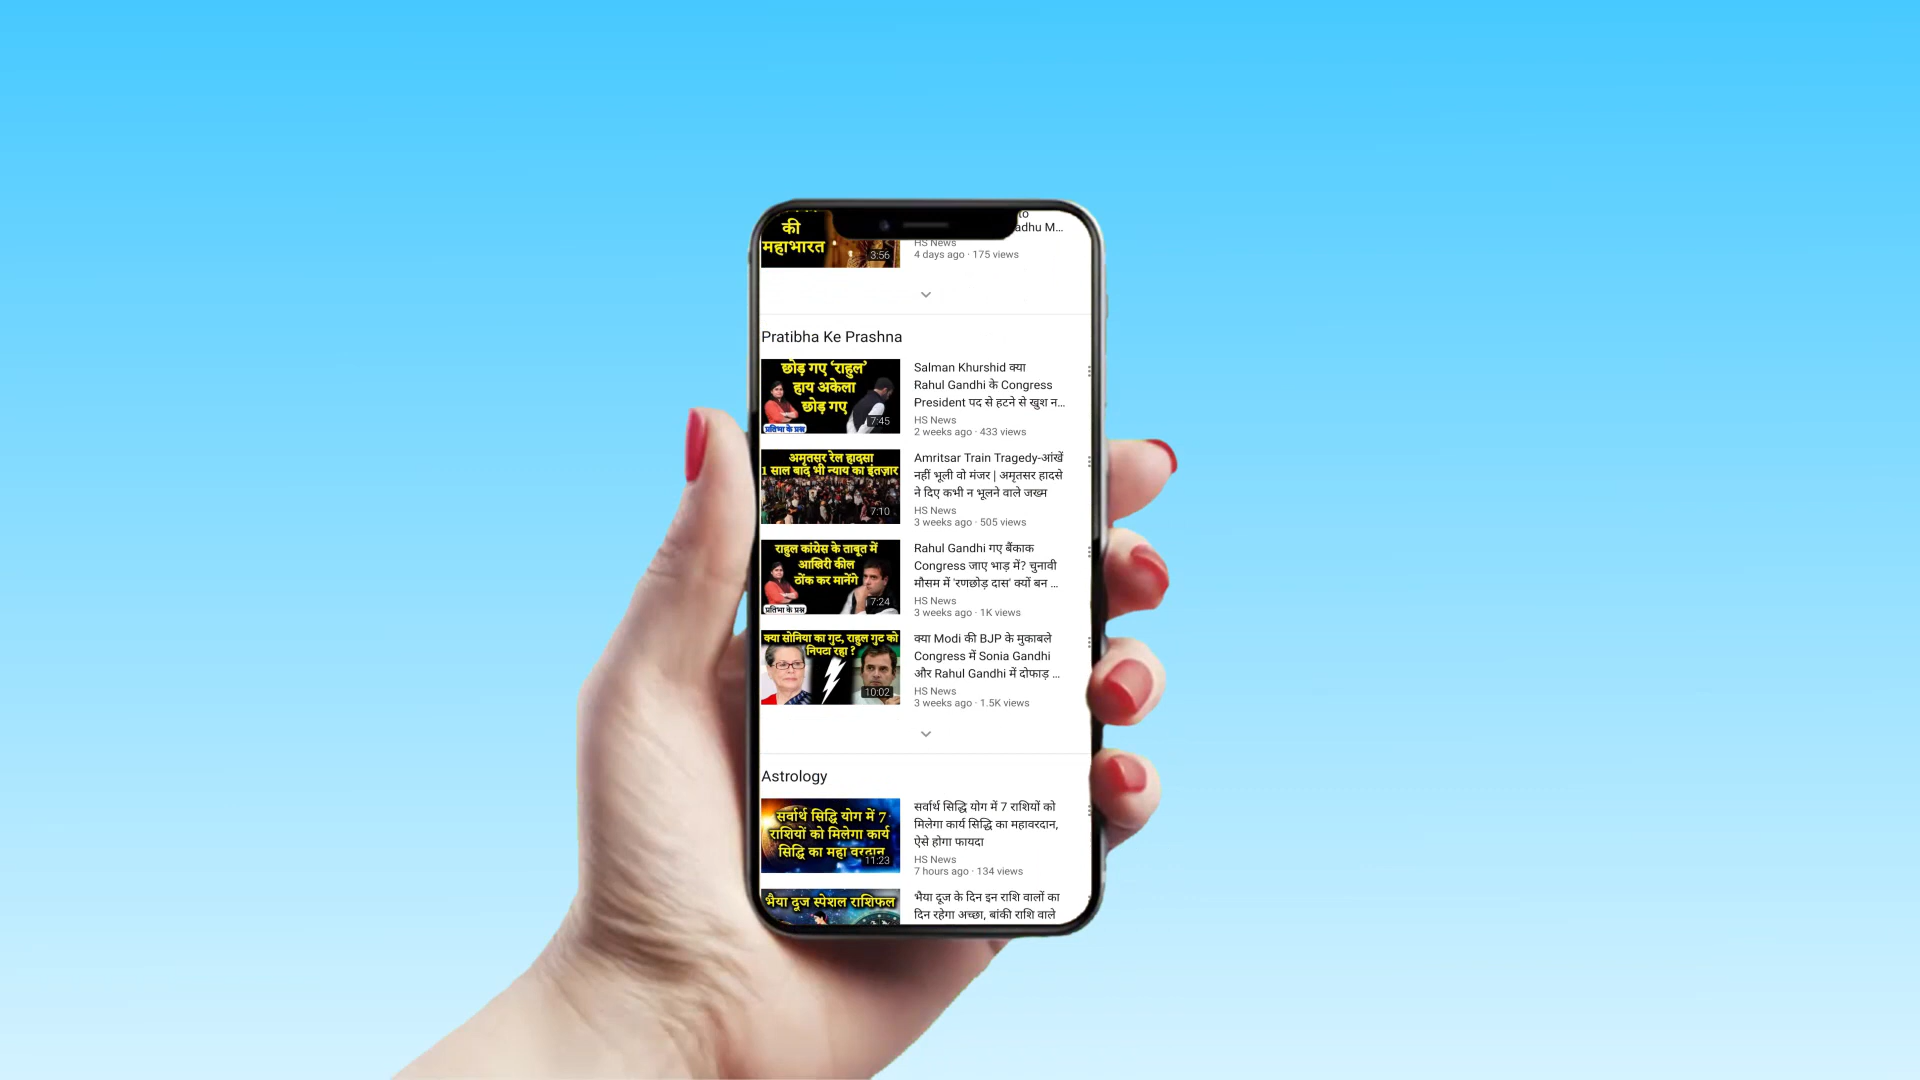 की
महाभारत
3:56
to
adhu M...
HS News
4 days ago · 175 views
Pratibha Ke Prashna
छोड़ गए ‘राहुल’
हाय अकेला
छोड़ गए
प्रतिभा के प्रश्न
7:45
Salman Khurshid क्या
Rahul Gandhi के Congress
President पद से हटने से खुश न...
HS News
2 weeks ago · 433 views
अमृतसर रेल हादसा
1 साल बाद भी न्याय का इंतज़ार
7:10
Amritsar Train Tragedy-आंखें
नहीं भूली वो मंजर | अमृतसर हादसे
ने दिए कभी न भूलने वाले जख्म
HS News
3 weeks ago · 505 views
राहुल कांग्रेस के ताबूत में
आखिरी कील
ठोंक कर मानेंगे
प्रतिभा के प्रश्न
7:24
Rahul Gandhi गए बैंकाक
Congress जाए भाड़ में? चुनावी
मौसम में 'रणछोड़ दास' क्यों बन ...
HS News
3 weeks ago · 1K views
क्या सोनिया का गुट, राहुल गुट को
निपटा रहा ?
10:02
क्या Modi की BJP के मुकाबले
Congress में Sonia Gandhi
और Rahul Gandhi में दोफाड़ ...
HS News
3 weeks ago · 1.5K views
Astrology
सर्वार्थ सिद्धि योग में 7
राशियों को मिलेगा कार्य
सिद्धि का महा वरदान
11:23
सर्वार्थ सिद्धि योग में 7 राशियों को
मिलेगा कार्य सिद्धि का महावरदान,
ऐसे होगा फायदा
HS News
7 hours ago · 134 views
भैया दूज स्पेशल राशिफल
भैया दूज के दिन इन राशि वालों का
दिन रहेगा अच्छा, बांकी राशि वाले